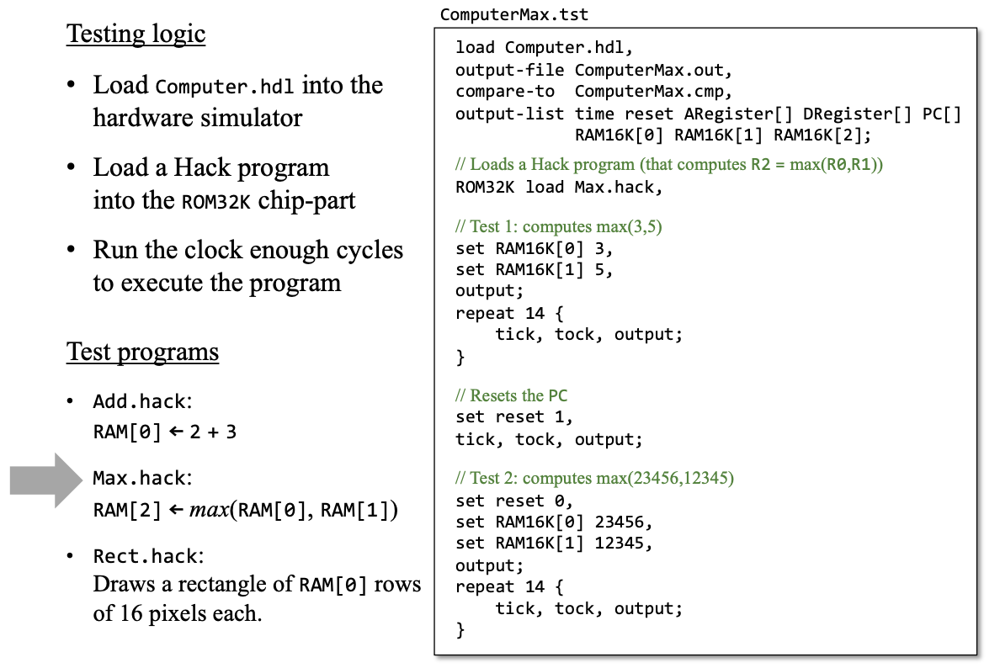 Testing logic
• Load Computer.hdl into the
hardware simulator
• Load a Hack program
into the ROM32K chip-part
• Run the clock enough cycles
to execute the program
Test programs
• Add.hack:
RAM[0] ← 2 + 3
Max.hack:
RAM[2] ← max(RAM[0], RAM[1])
• Rect.hack:
Draws a rectangle of RAM[0] rows
of 16 pixels each.
ComputerMax.tst
load Computer.hdl,
output-file ComputerMax.out,
compare-to  ComputerMax.cmp,
output-list time reset ARegister[] DRegister[] PC[]
            RAM16K[0] RAM16K[1] RAM16K[2];
// Loads a Hack program (that computes R2 = max(R0,R1))
ROM32K load Max.hack,
// Test 1: computes max(3,5)
set RAM16K[0] 3,
set RAM16K[1] 5,
output;
repeat 14 {
    tick, tock, output;
}
// Resets the PC
set reset 1,
tick, tock, output;
// Test 2: computes max(23456,12345)
set reset 0,
set RAM16K[0] 23456,
set RAM16K[1] 12345,
output;
repeat 14 {
    tick, tock, output;
}